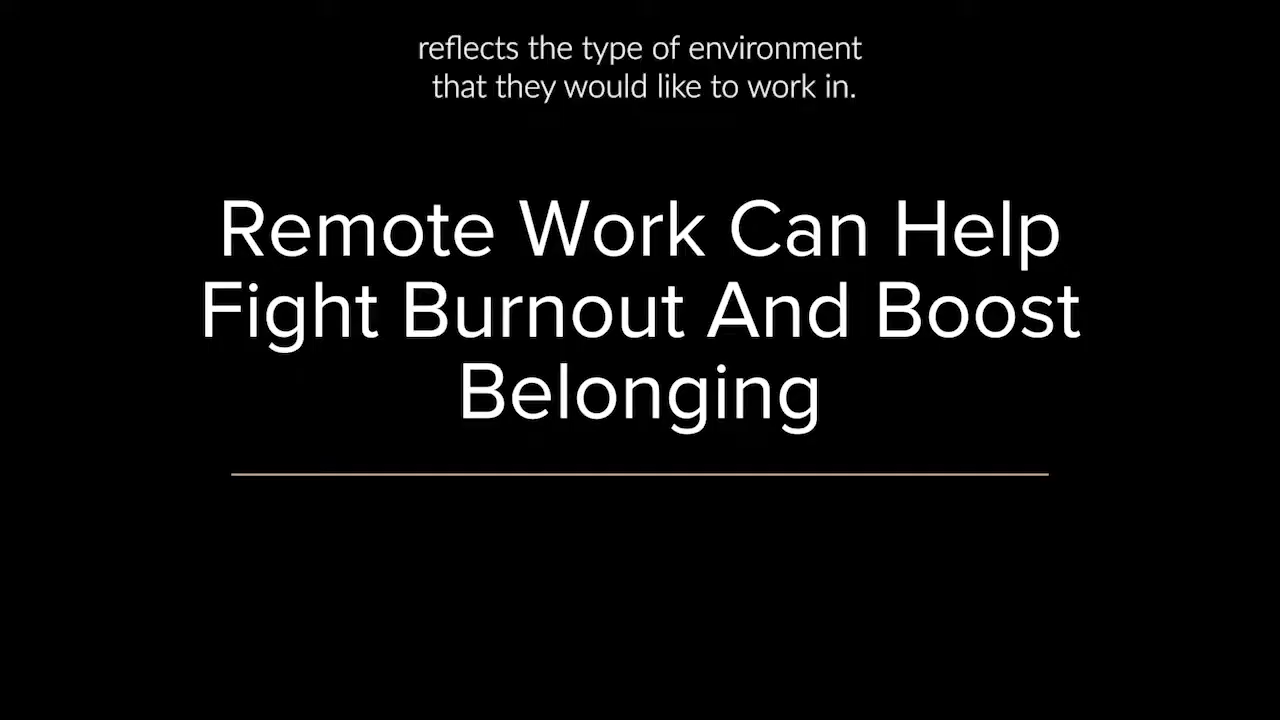 reflects the type of environment
that they would like to work in.
Remote Work Can Help
Fight Burnout And Boost
Belonging